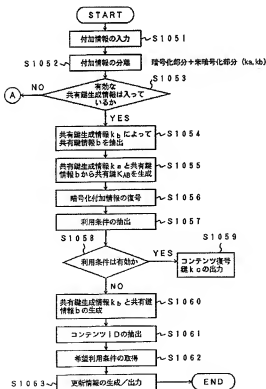 START
付加情報の入力
S1051
S1052
付加情報の分離
暗号化部分+未暗号化部分 (ka,kb)
S1053
NO
有効な
共有鍵生成情報は入って
いるか
A
YES
共有鍵生成情報kbによって
共有鍵情報bを抽出
S1054
共有鍵生成情報kaと共有鍵
情報bから共有鍵KABを生成
S1055
暗号化付加情報の復号
S1056
利用条件の抽出
S1057
S1058
利用条件は有効か
YES
S1059
コンテンツ復号
鍵kcの出力
NO
共有鍵生成情報kbと共有鍵
情報bの生成
S1060
コンテンツIDの抽出
S1061
希望利用条件の取得
S1062
S1063
更新情報の生成/出力
END